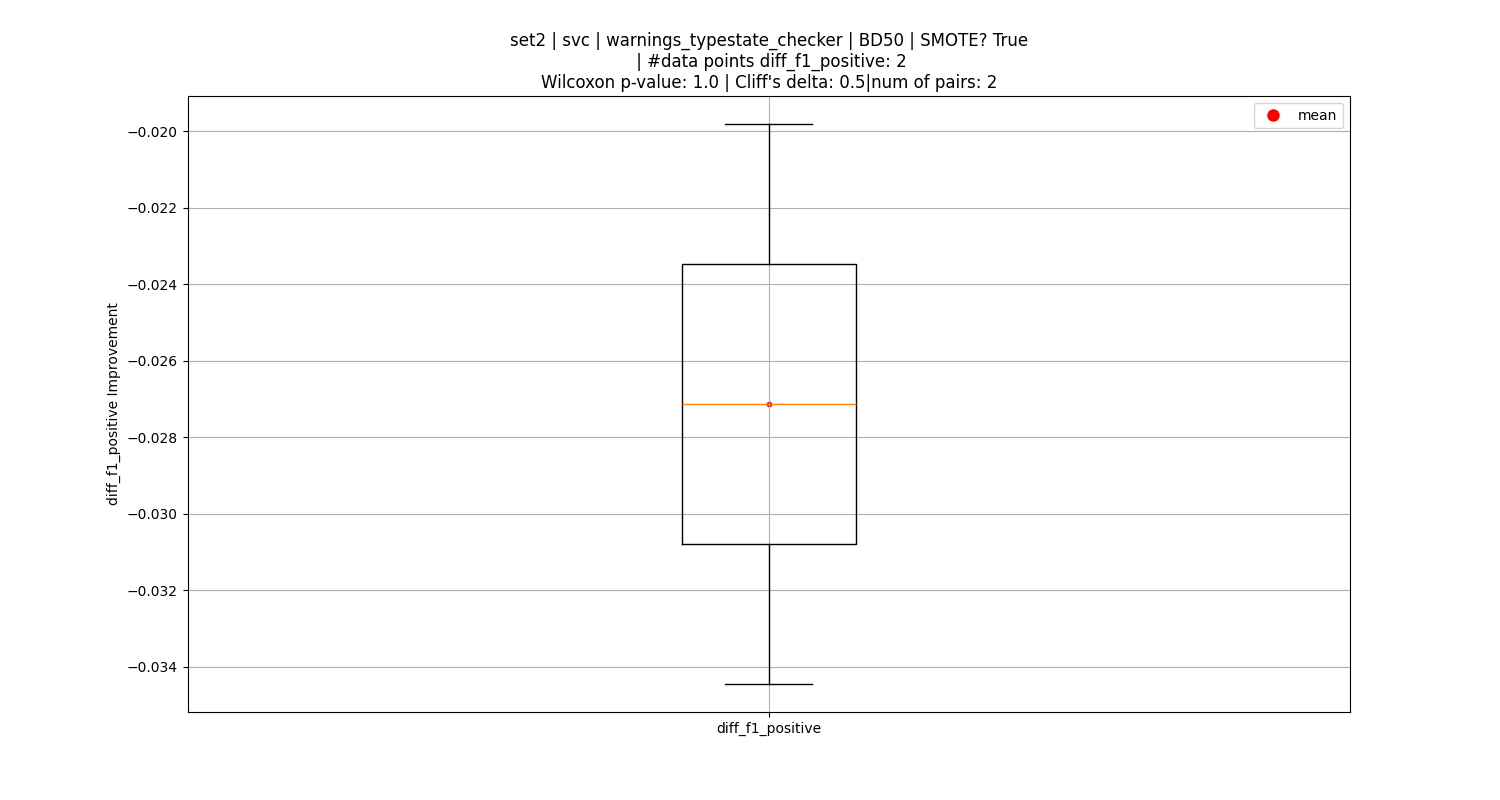 set2 | svc | warnings_typestate_checker | BD50 | SMOTE? True
| #data points diff_f1_positive: 2
Wilcoxon p-value: 1.0 | Cliff's delta: 0.5|num of pairs: 2
mean
−0.020
−0.022
−0.024
−0.026
−0.028
−0.030
−0.032
−0.034
diff_f1_positive Improvement
diff_f1_positive